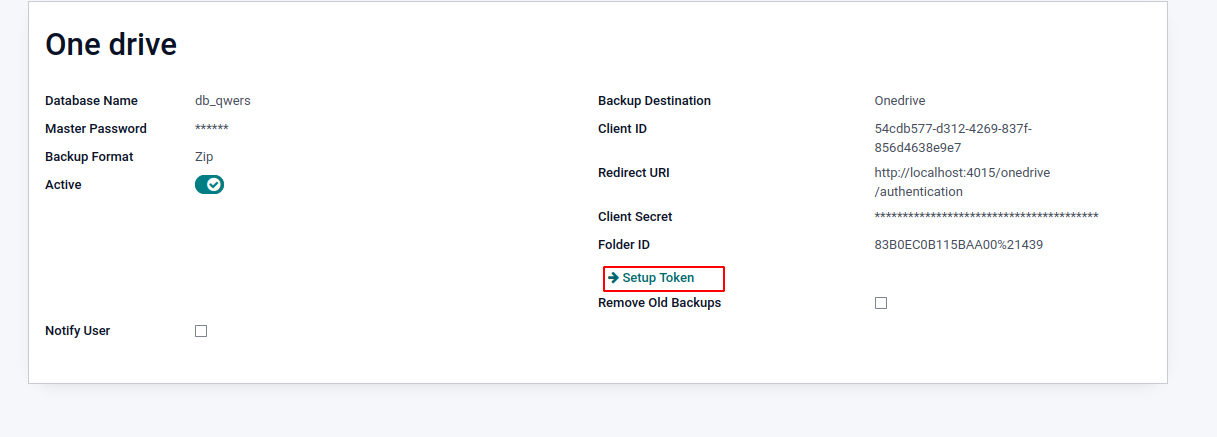 One drive
Database Name db_qwers
Master Password ******
Backup Format Zip
Active
Notify User
Backup Destination Onedrive
Client ID 54cdb577-d312-4269-837f-
856d4638e9e7
Redirect URI http://localhost:4015/onedrive
/authentication
Client Secret ****************************************
Folder ID 83B0EC0B115BAA00%21439
Setup Token
Remove Old Backups